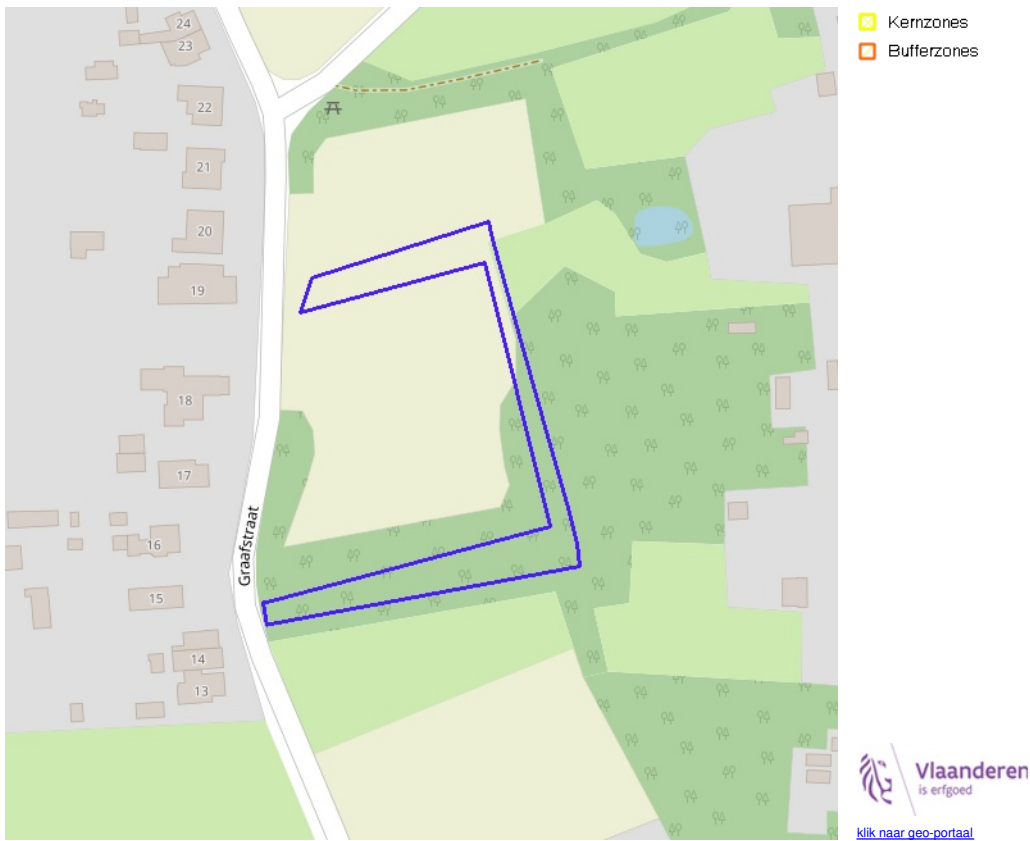 24
23
22
21
20
19
18
17
16
15
14
13
Graafstraat
Kernzones
Bufferzones
Vlaanderen
is erfgoed
klik naar geo-portaal